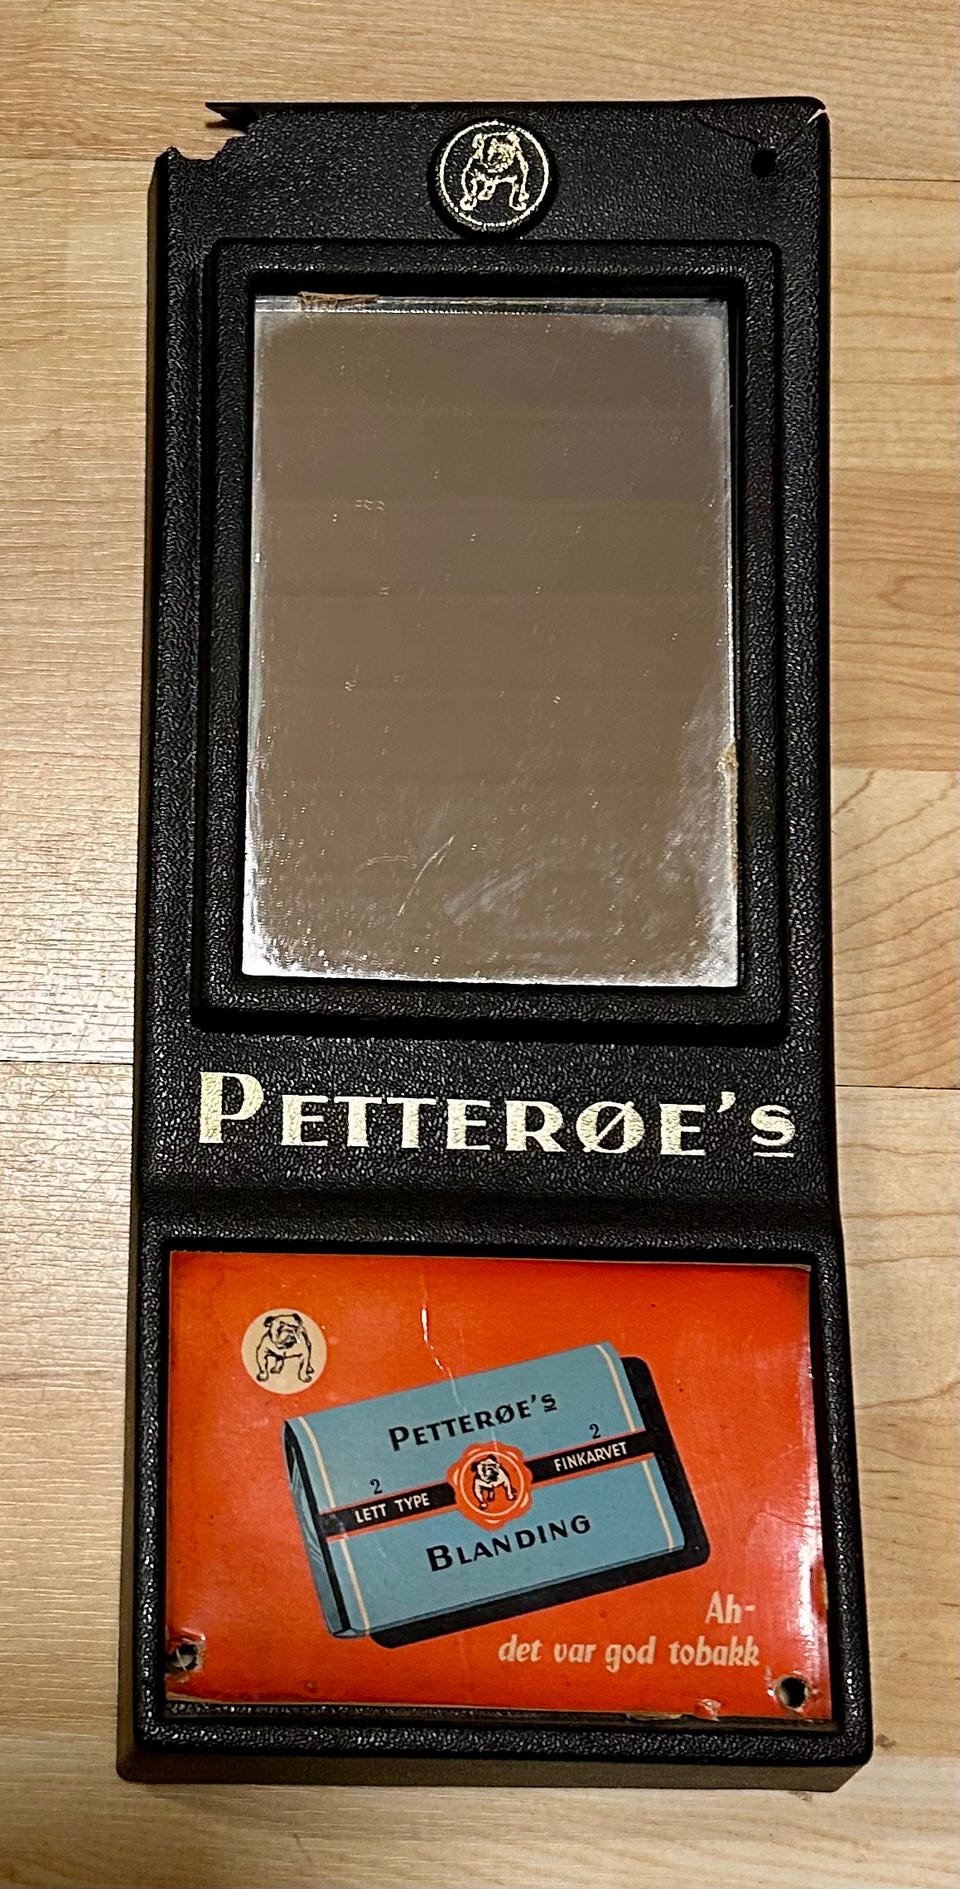 PETTERØE's
PETTERØE's
2 LETT TYPE
2 FINKARVET
BLANDING
Ah-
det var god tobakk